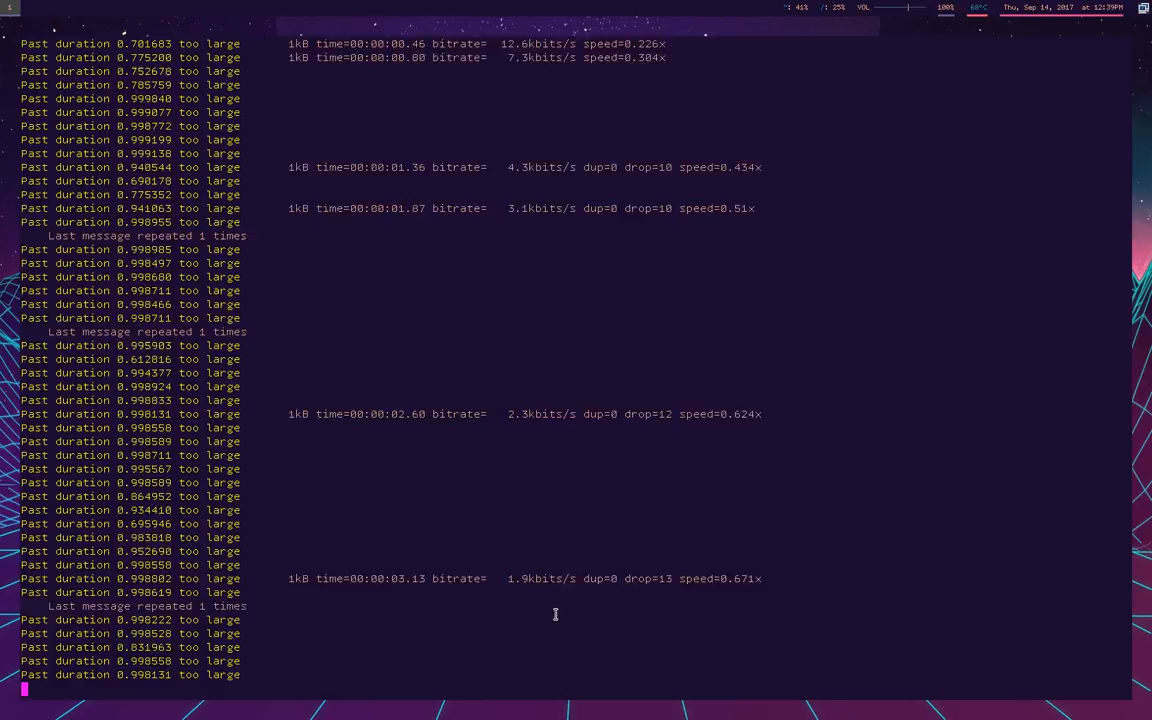 1
~: 41% /: 25% VOL 100% 68°C Thu, Sep 14, 2017 at 12:39PM
Past duration 0.701683 too large 1kB time=00:00:00.46 bitrate= 12.6kbits/s speed=0.226x
Past duration 0.775200 too large 1kB time=00:00:00.80 bitrate= 7.3kbits/s speed=0.304x
Past duration 0.752678 too large
Past duration 0.785759 too large
Past duration 0.999840 too large
Past duration 0.999077 too large
Past duration 0.998772 too large
Past duration 0.999199 too large
Past duration 0.999138 too large
Past duration 0.940544 too large 1kB time=00:00:01.36 bitrate= 4.3kbits/s dup=0 drop=10 speed=0.434x
Past duration 0.690178 too large
Past duration 0.775352 too large
Past duration 0.941063 too large 1kB time=00:00:01.87 bitrate= 3.1kbits/s dup=0 drop=10 speed=0.51x
Past duration 0.998955 too large
Last message repeated 1 times
Past duration 0.998985 too large
Past duration 0.998497 too large
Past duration 0.998680 too large
Past duration 0.998711 too large
Past duration 0.998466 too large
Past duration 0.998711 too large
Last message repeated 1 times
Past duration 0.995903 too large
Past duration 0.612816 too large
Past duration 0.994377 too large
Past duration 0.998924 too large
Past duration 0.998833 too large
Past duration 0.998131 too large 1kB time=00:00:02.60 bitrate= 2.3kbits/s dup=0 drop=12 speed=0.624x
Past duration 0.998558 too large
Past duration 0.998589 too large
Past duration 0.998711 too large
Past duration 0.995567 too large
Past duration 0.998589 too large
Past duration 0.864952 too large
Past duration 0.934410 too large
Past duration 0.695946 too large
Past duration 0.983818 too large
Past duration 0.952690 too large
Past duration 0.998558 too large
Past duration 0.998802 too large 1kB time=00:00:03.13 bitrate= 1.9kbits/s dup=0 drop=13 speed=0.671x
Past duration 0.998619 too large
Last message repeated 1 times
Past duration 0.998222 too large
Past duration 0.998528 too large
Past duration 0.831963 too large
Past duration 0.998558 too large
Past duration 0.998131 too large